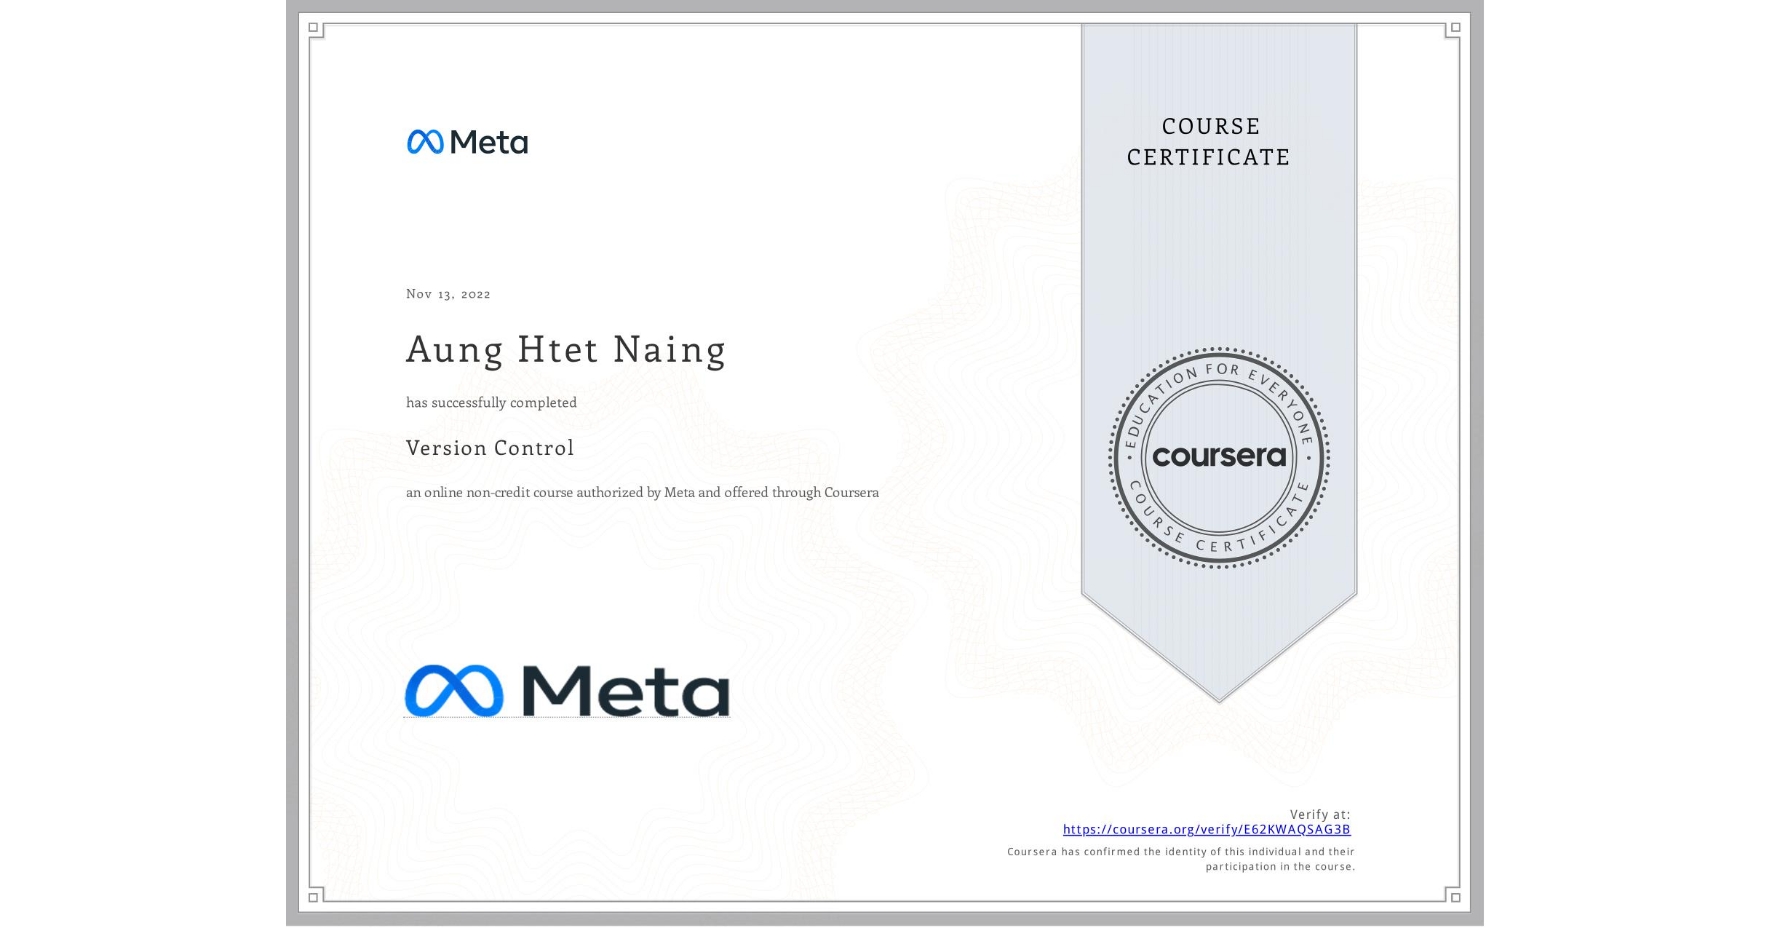 Meta
COURSE
CERTIFICATE
Nov 13, 2022
Aung Htet Naing
has successfully completed
Version Control
an online non-credit course authorized by Meta and offered through Coursera
EDUCATION FOR EVERYONE
coursera
COURSE CERTIFICATE
Meta
Verify at:
https://coursera.org/verify/E62KWAQSAG3B
Coursera has confirmed the identity of this individual and their
participation in the course.